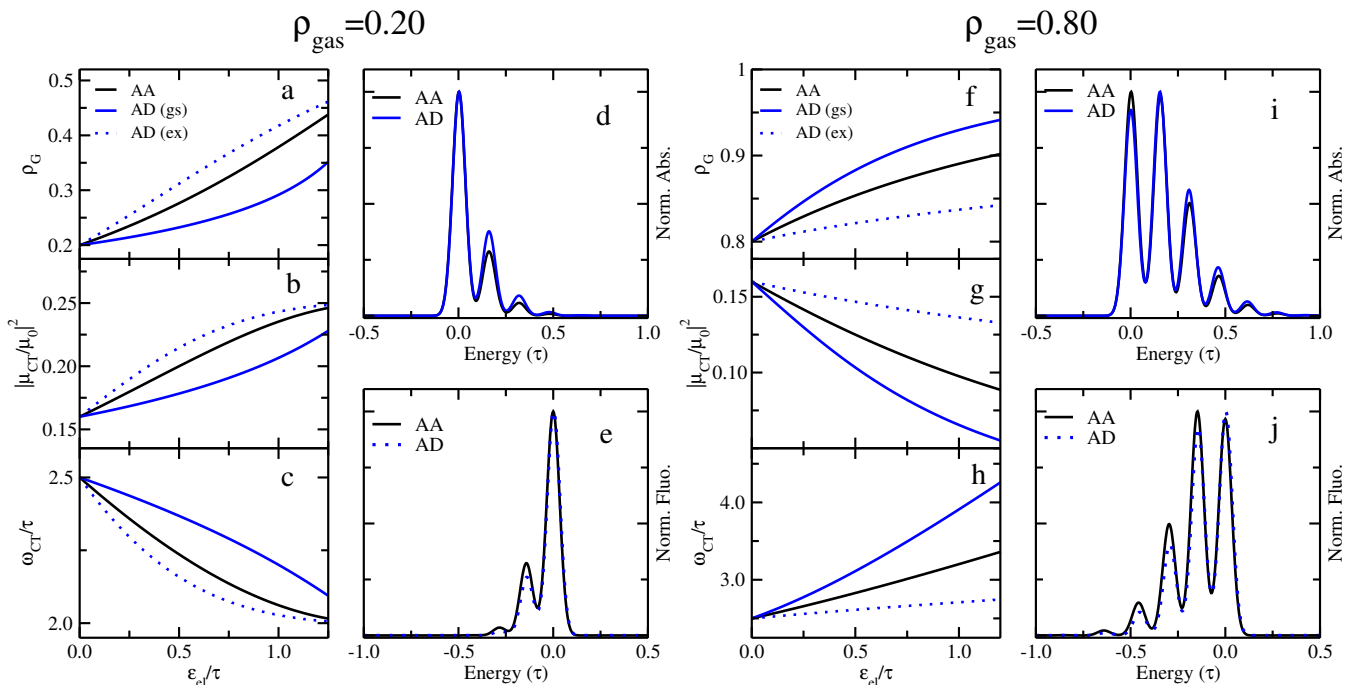 ρgas=0.20
ρgas=0.80
a
AA
AD (gs)
AD (ex)
0.5
0.4
0.3
0.2
ρG
b
0.25
0.20
0.15
|μCT/μ0|²
c
2.5
2.0
ωCT/τ
0.0 0.5 1.0
εel/τ
d
AA
AD
Norm. Abs.
-0.5 0.0 0.5 1.0
Energy (τ)
e
AA
AD
Norm. Fluo.
-1.0 -0.5 0.0 0.5
Energy (τ)
f
AA
AD (gs)
AD (ex)
1
0.9
0.8
ρG
g
0.15
0.10
|μCT/μ0|²
h
4.0
3.0
ωCT/τ
0.0 0.5 1.0
εel/τ
i
AA
AD
Norm. Abs.
-0.5 0.0 0.5 1.0
Energy (τ)
j
AA
AD
Norm. Fluo.
-1.0 -0.5 0.0 0.5
Energy (τ)